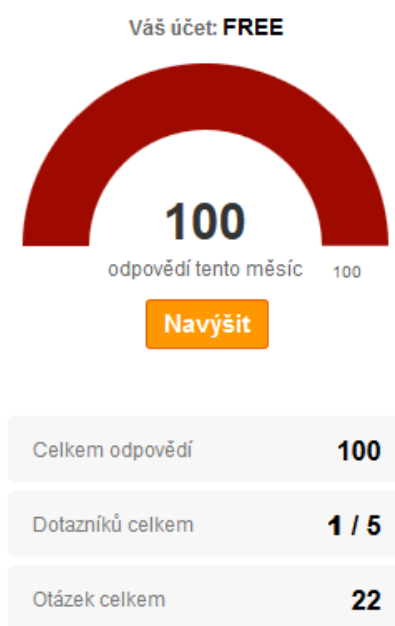 Váš účet: FREE
100
odpovědí tento měsíc 100
Navýšit
Celkem odpovědí 100
Dotazníků celkem 1 / 5
Otázek celkem 22